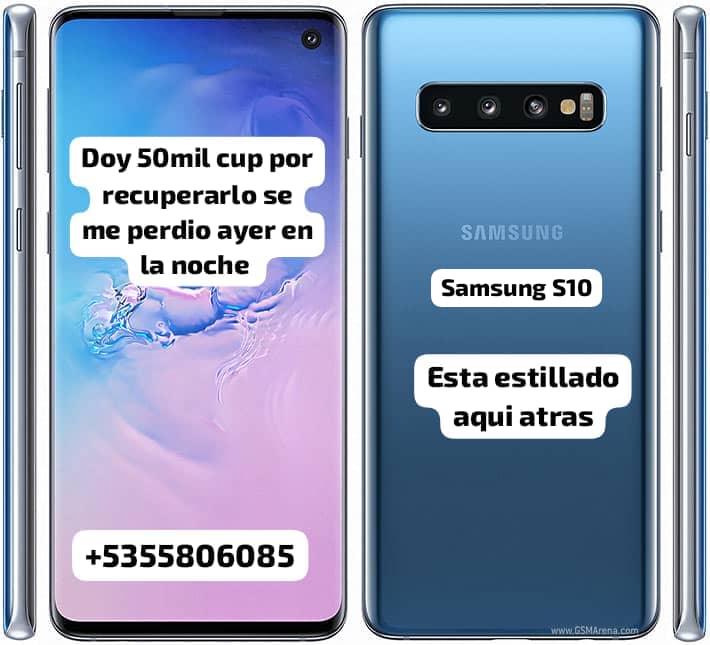 Doy 50mil cup por
recuperarlo se
me perdio ayer en
la noche
+5355806085
SAMSUNG
Samsung S10
Esta estillado
aqui atras
www.GSMArena.com